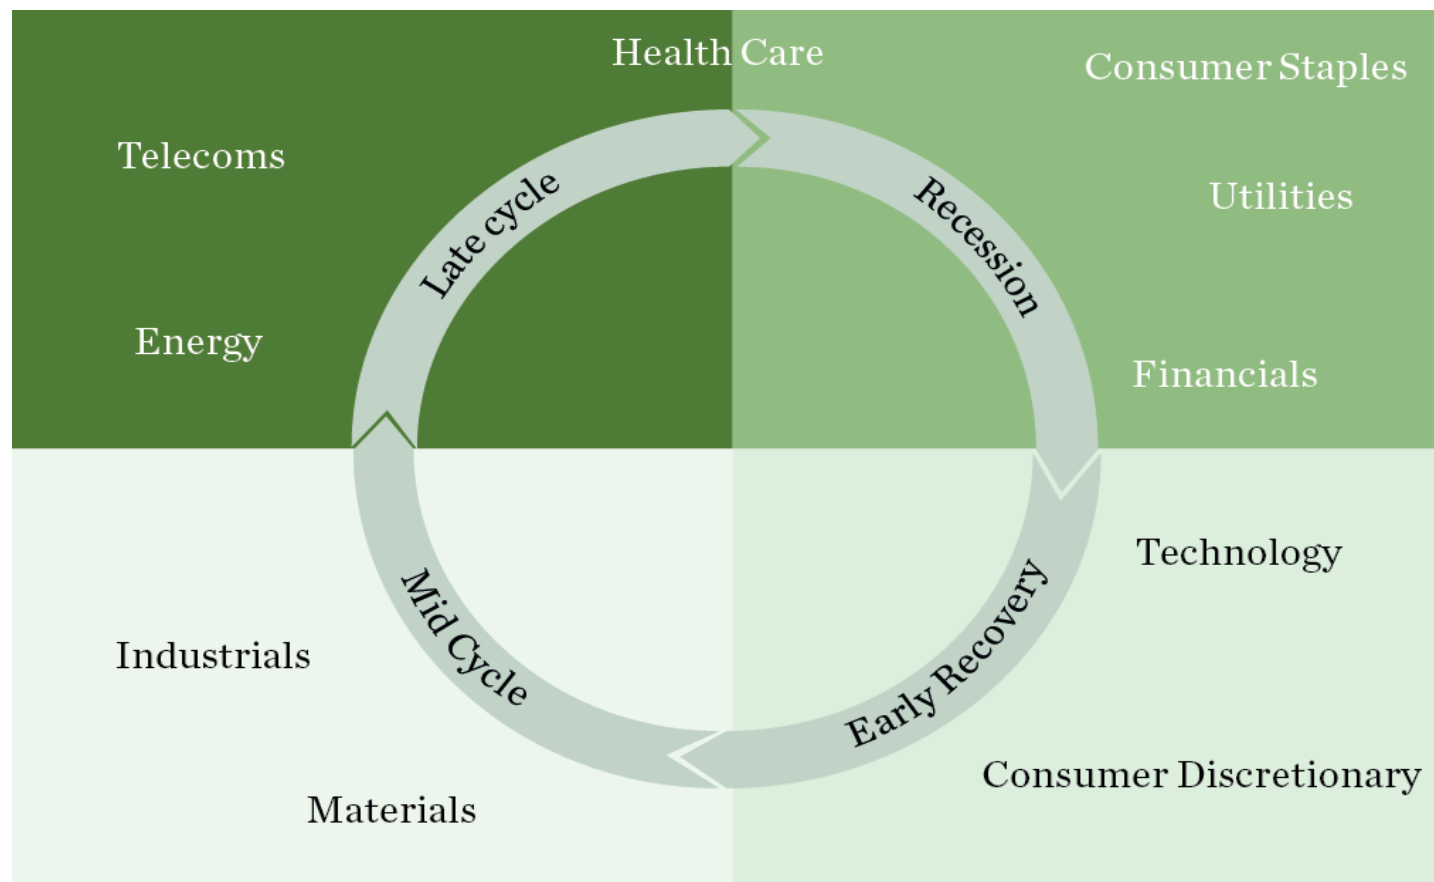 Health Care
Consumer Staples
Telecoms
Late cycle
Recession
Utilities
Energy
Financials
Technology
Industrials
Mid Cycle
Early Recovery
Consumer Discretionary
Materials